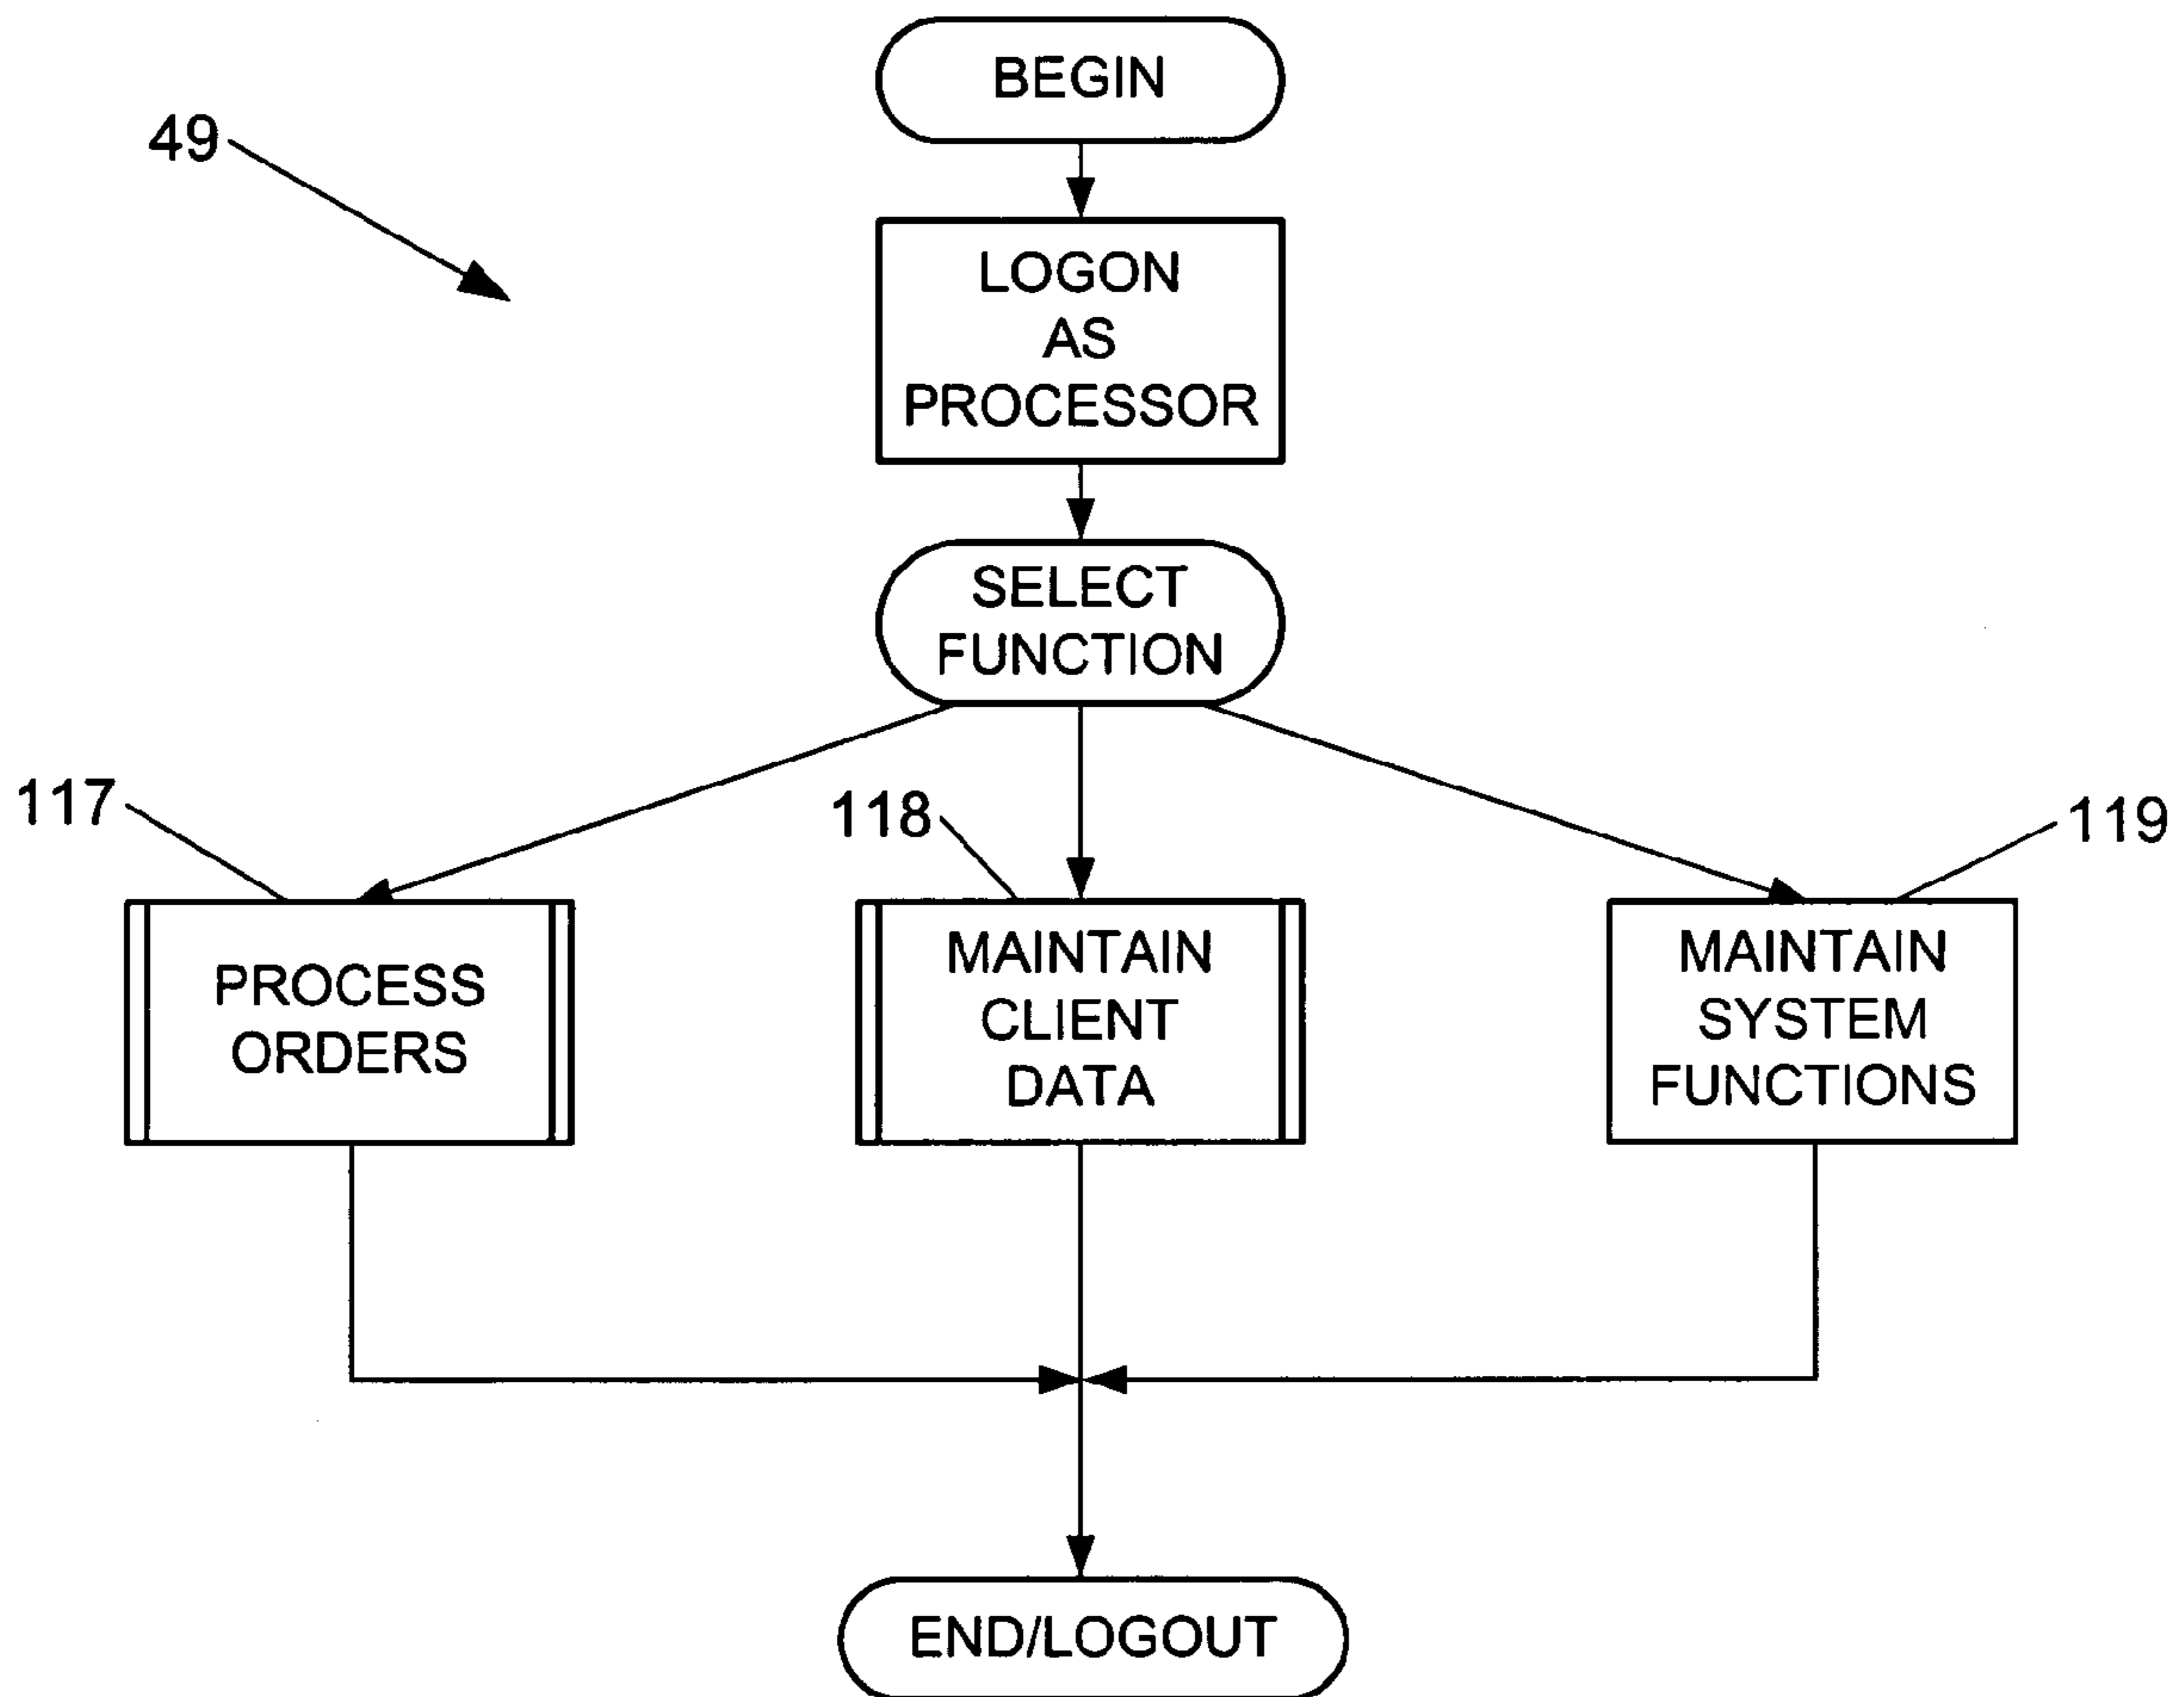 BEGIN
49
LOGON
AS
PROCESSOR
SELECT
FUNCTION
117
118
119
PROCESS
ORDERS
MAINTAIN
CLIENT
DATA
MAINTAIN
SYSTEM
FUNCTIONS
END/LOGOUT